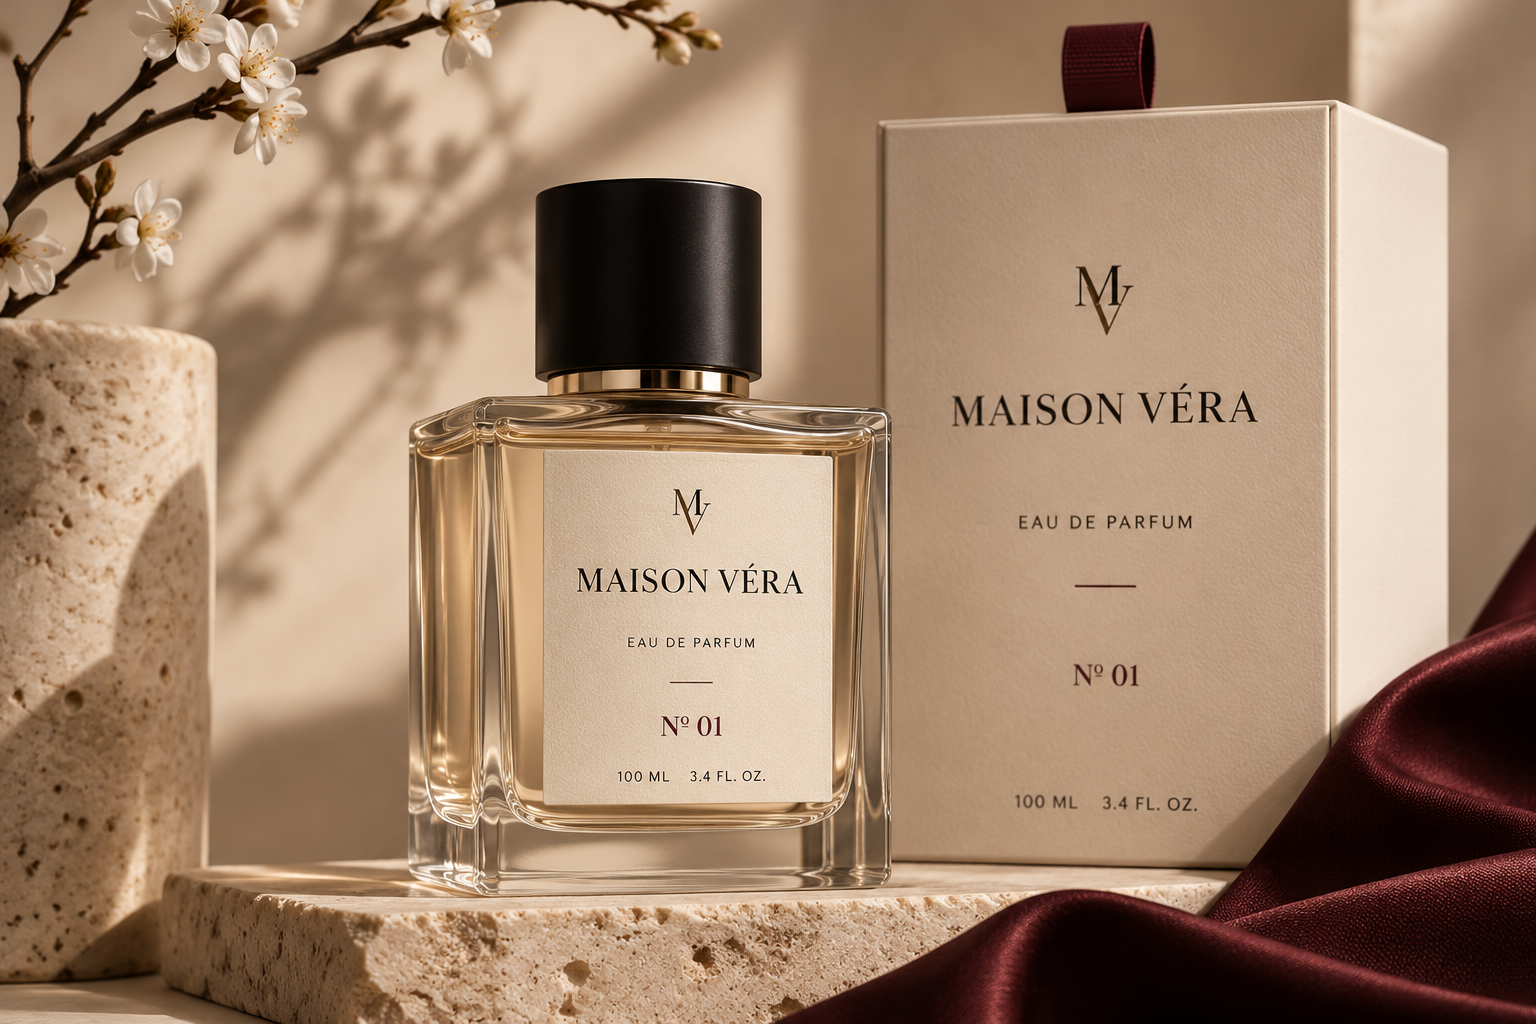 MV
MAISON VÉRA
EAU DE PARFUM
Nº 01
100 ML 3.4 FL. OZ.
MV
MAISON VÉRA
EAU DE PARFUM
Nº 01
100 ML 3.4 FL. OZ.